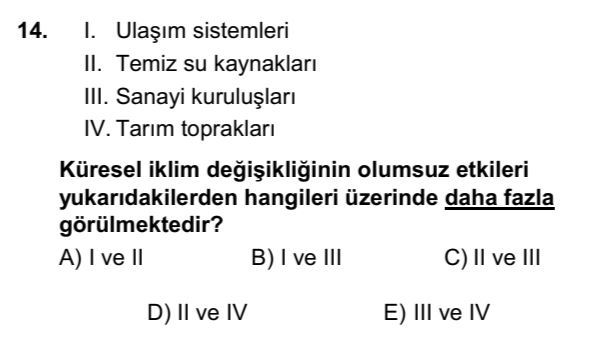 14. I. Ulaşım sistemleri
II. Temiz su kaynakları
III. Sanayi kuruluşları
IV. Tarım toprakları
Küresel iklim değişikliğinin olumsuz etkileri
yukarıdakilerden hangileri üzerinde daha fazla
görülmektedir?
A) I ve II B) I ve III C) II ve III
D) II ve IV E) III ve IV